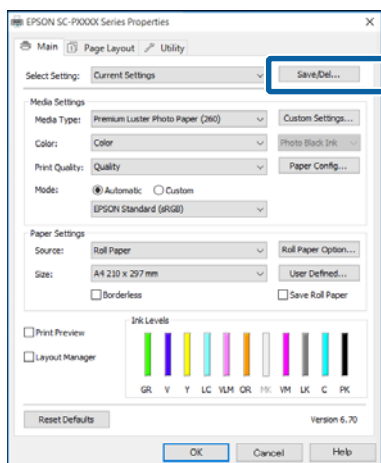 EPSON SC-PXXXX Series Properties
Main Page Layout Utility
Select Setting: Current Settings Save/Del...
Media Settings
Media Type: Premium Luster Photo Paper (260) Custom Settings...
Color: Color Photo Black Ink
Print Quality: Quality Paper Config...
Mode: Automatic Custom
EPSON Standard (sRGB)
Paper Settings
Source: Roll Paper Roll Paper Option...
Size: A4 210 x 297 mm User Defined...
Borderless Save Roll Paper
Ink Levels
Print Preview
Layout Manager
GR V Y LC VLM OR MK VM LK C PK
Reset Defaults Version 6.70
OK Cancel Help